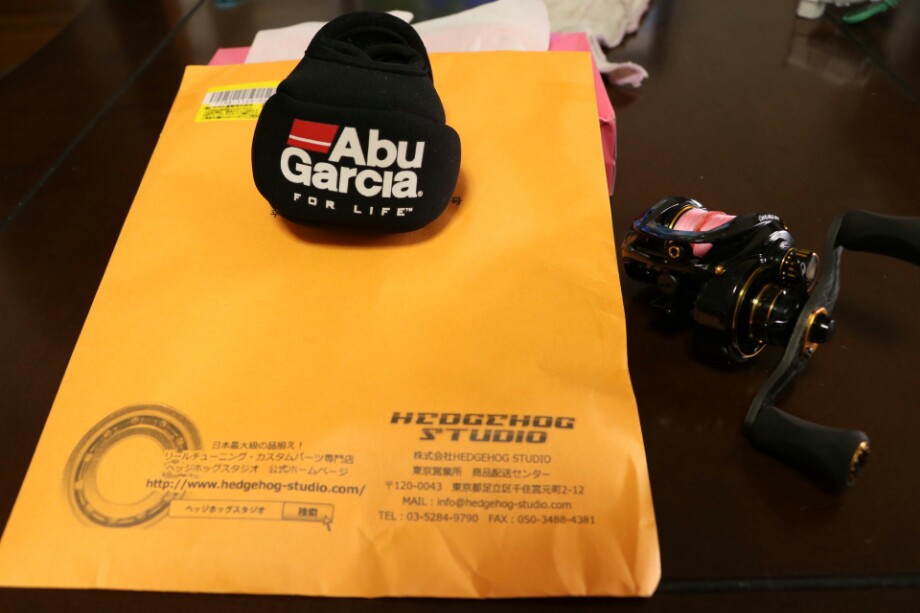 Abu
Garcia®
FOR LIFE™
号
日本最大級の品揃え！
リールチューニング・カスタムパーツ専門店
ヘッジホッグスタジオ 公式ホームページ
http://www.hedgehog-studio.com/
ヘッジホッグスタジオ 検索
HEDGEHOG
STUDIO
株式会社HEDGEHOG STUDIO
東京営業所 商品配送センター
〒120-0043 東京都足立区千住宮元町2-12
MAIL : info@hedgehog-studio.com
TEL : 03-5284-9790 FAX : 050-3488-4381